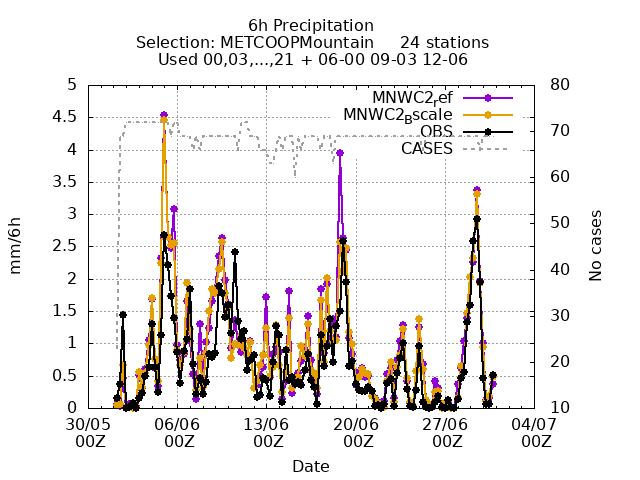 6h Precipitation
Selection: METCOOPMountain 24 stations
Used 00,03,...,21 + 06-00 09-03 12-06
5
4.5
4
3.5
3
2.5
2
1.5
1
0.5
0
mm/6h
80
70
60
50
40
30
20
10
No cases
MNWC2ref
MNWC2Bscale
OBS
CASES
30/05 06/06 13/06 20/06 27/06 04/07
00Z 00Z 00Z 00Z 00Z 00Z
Date